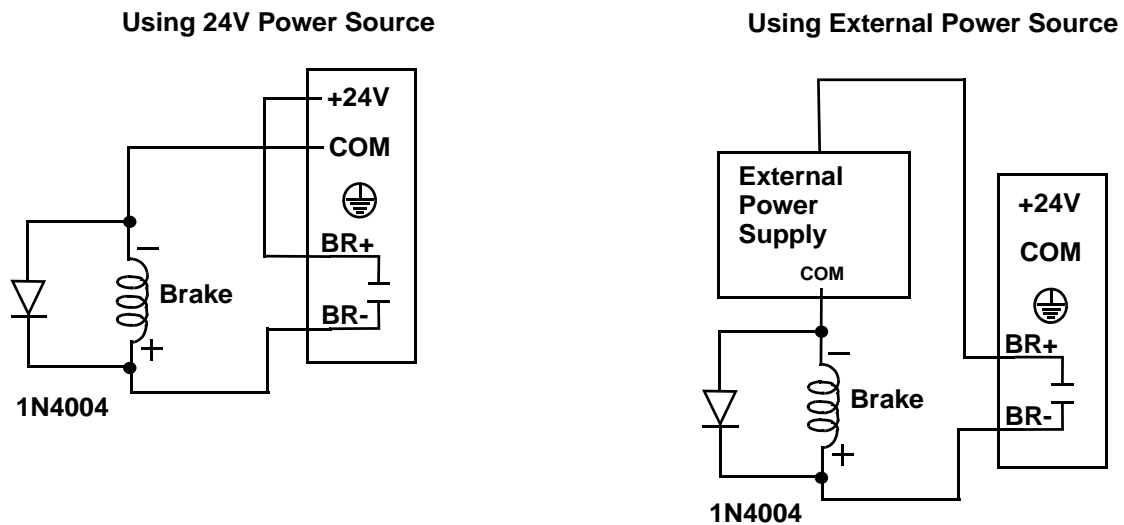 Using 24V Power Source
+24V
COM
BR+
BR-
Brake
1N4004
Using External Power Source
External
Power
Supply
COM
+24V
COM
BR+
BR-
Brake
1N4004